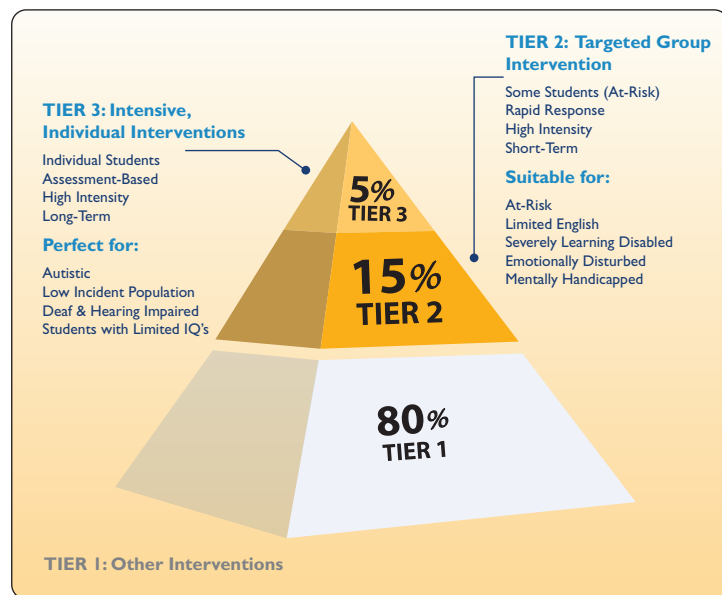 TIER 2: Targeted Group
Intervention
Some Students (At-Risk)
Rapid Response
High Intensity
Short-Term
Suitable for:
At-Risk
Limited English
Severely Learning Disabled
Emotionally Disturbed
Mentally Handicapped
TIER 3: Intensive,
Individual Interventions
Individual Students
Assessment-Based
High Intensity
Long-Term
Perfect for:
Autistic
Low Incident Population
Deaf & Hearing Impaired
Students with Limited IQ's
5%
TIER 3
15%
TIER 2
80%
TIER 1
TIER 1: Other Interventions